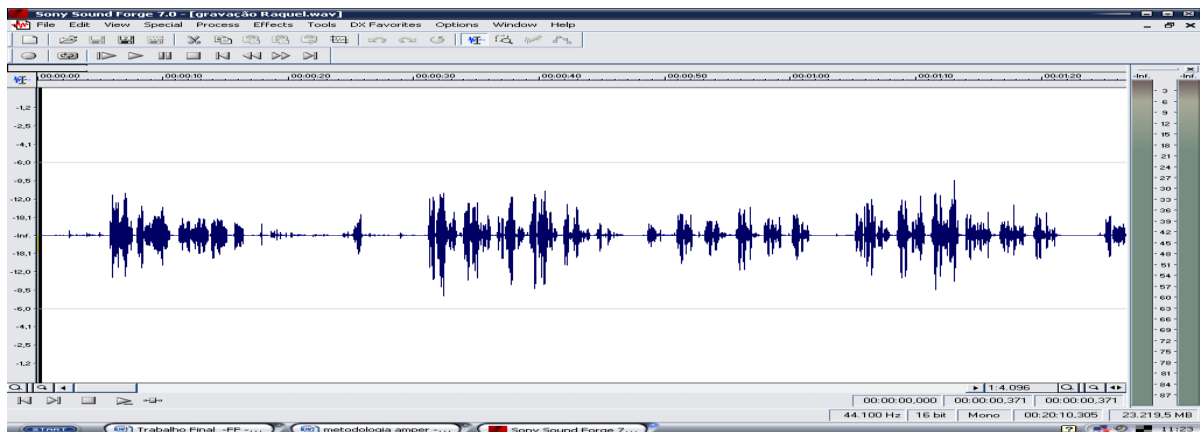 Sony Sound Forge 7.0 - [gravação Raquel.wav]
File Edit View Special Process Effects Tools DX Favorites Options Window Help
00:00:00 00:00:10 00:00:20 00:00:30 00:00:40 00:00:50 00:01:00 00:01:10 00:01:20
-Inf. -Inf.
-1,2
-2,5
-4,1
-6,0
-8,5
-12,0
-18,1
-Inf.
-18,1
-12,0
-8,5
-6,0
-4,1
-2,5
-1,2
- 3 -
- 6 -
- 9 -
- 12 -
- 15 -
- 18 -
- 21 -
- 24 -
- 27 -
- 30 -
- 33 -
- 36 -
- 39 -
- 42 -
- 45 -
- 48 -
- 51 -
- 54 -
- 57 -
- 60 -
- 63 -
- 66 -
- 69 -
- 72 -
- 75 -
- 78 -
- 81 -
- 84 -
- 87 -
1:4.096
00:00:00,000 00:00:00,371 00:00:00,371
44.100 Hz 16 bit Mono 00:20:10,305 23.219,5 MB
START Trabalho Final -FF -... metodologia amper -... Sony Sound Forge 7... 11:23